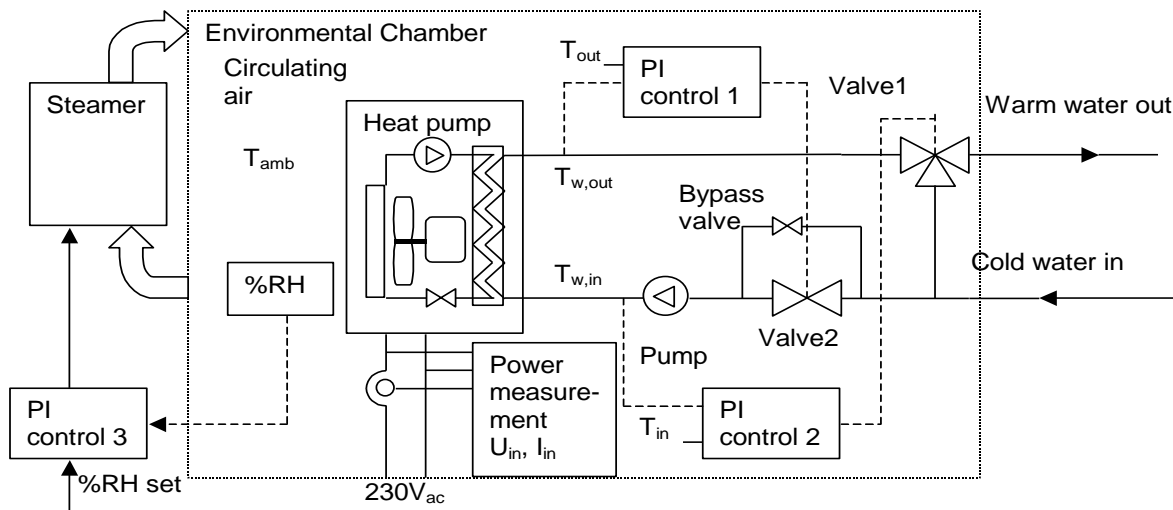 Environmental Chamber
Circulating
air
Steamer
T_amb
Heat pump
T_out
PI
control 1
Valve1
Warm water out
T_w,out
Bypass
valve
T_w,in
Cold water in
%RH
Valve2
Pump
Power
measure-
ment
U_in, I_in
T_in
PI
control 2
PI
control 3
%RH set
230V_ac